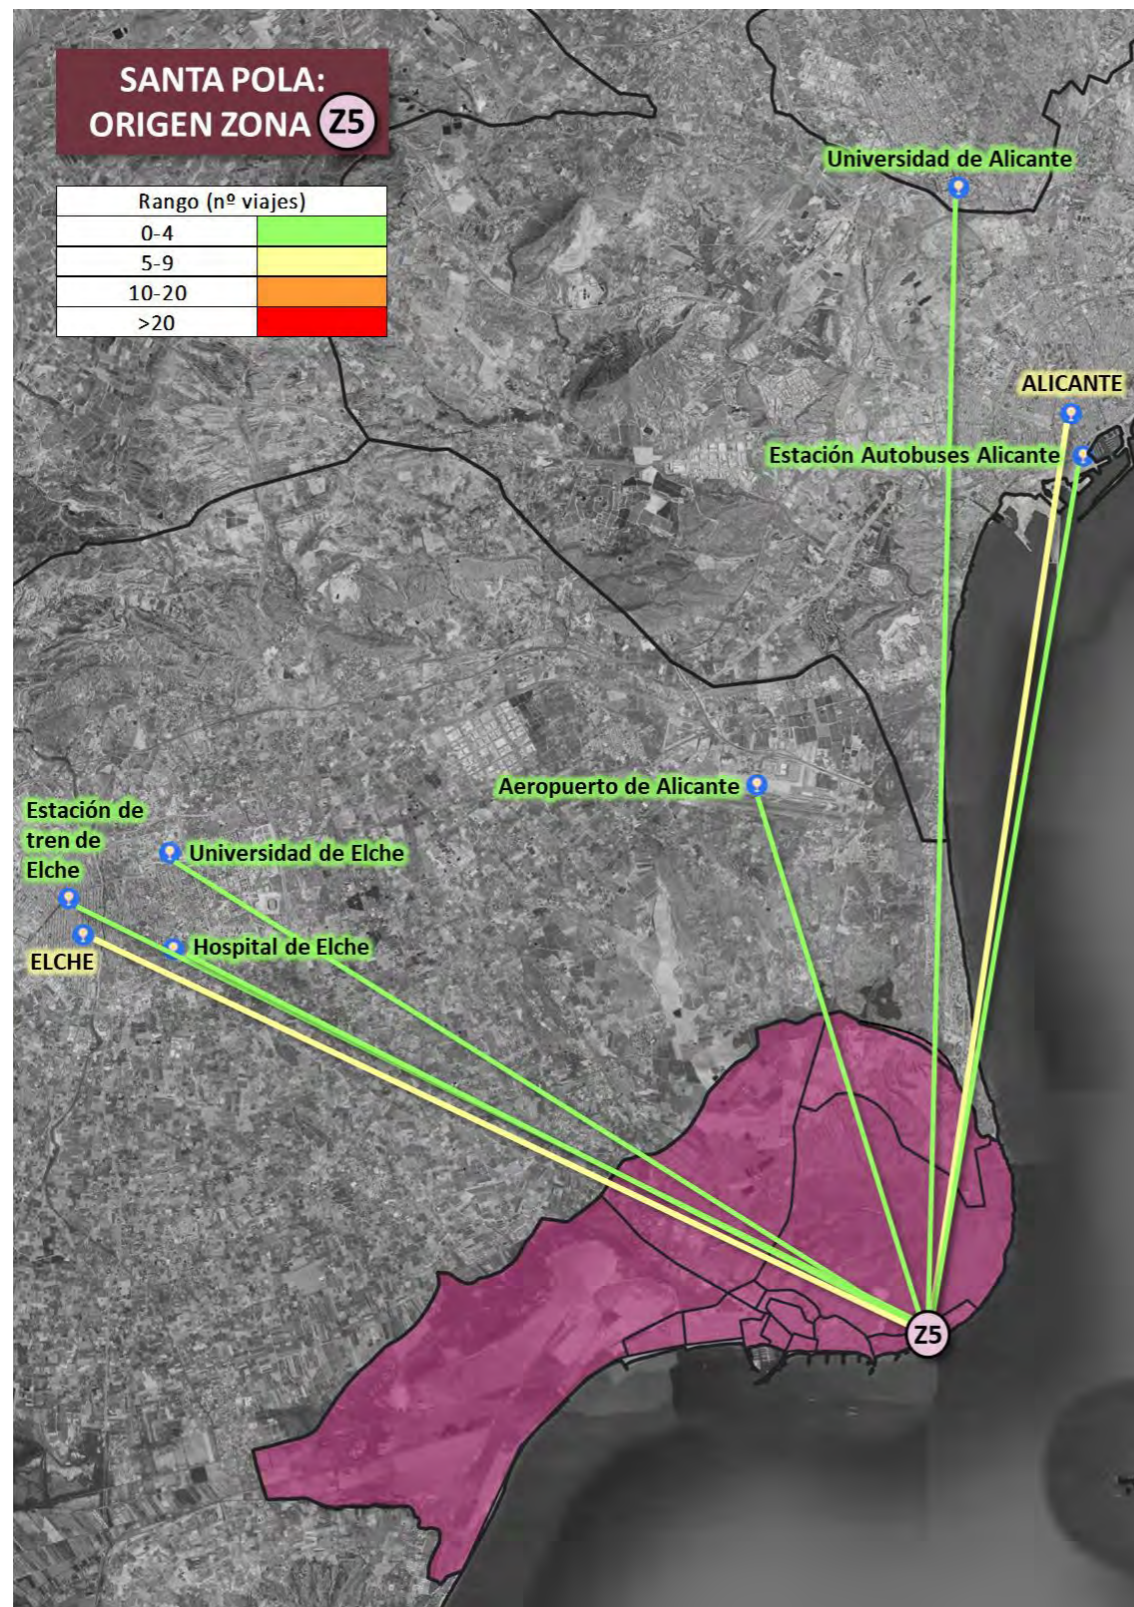 SANTA POLA:
ORIGEN ZONA Z5
Rango (nº viajes)
0-4
5-9
10-20
>20
Universidad de Alicante
ALICANTE
Estación Autobuses Alicante
Aeropuerto de Alicante
Estación de
tren de
Elche
Universidad de Elche
Hospital de Elche
ELCHE
Z5